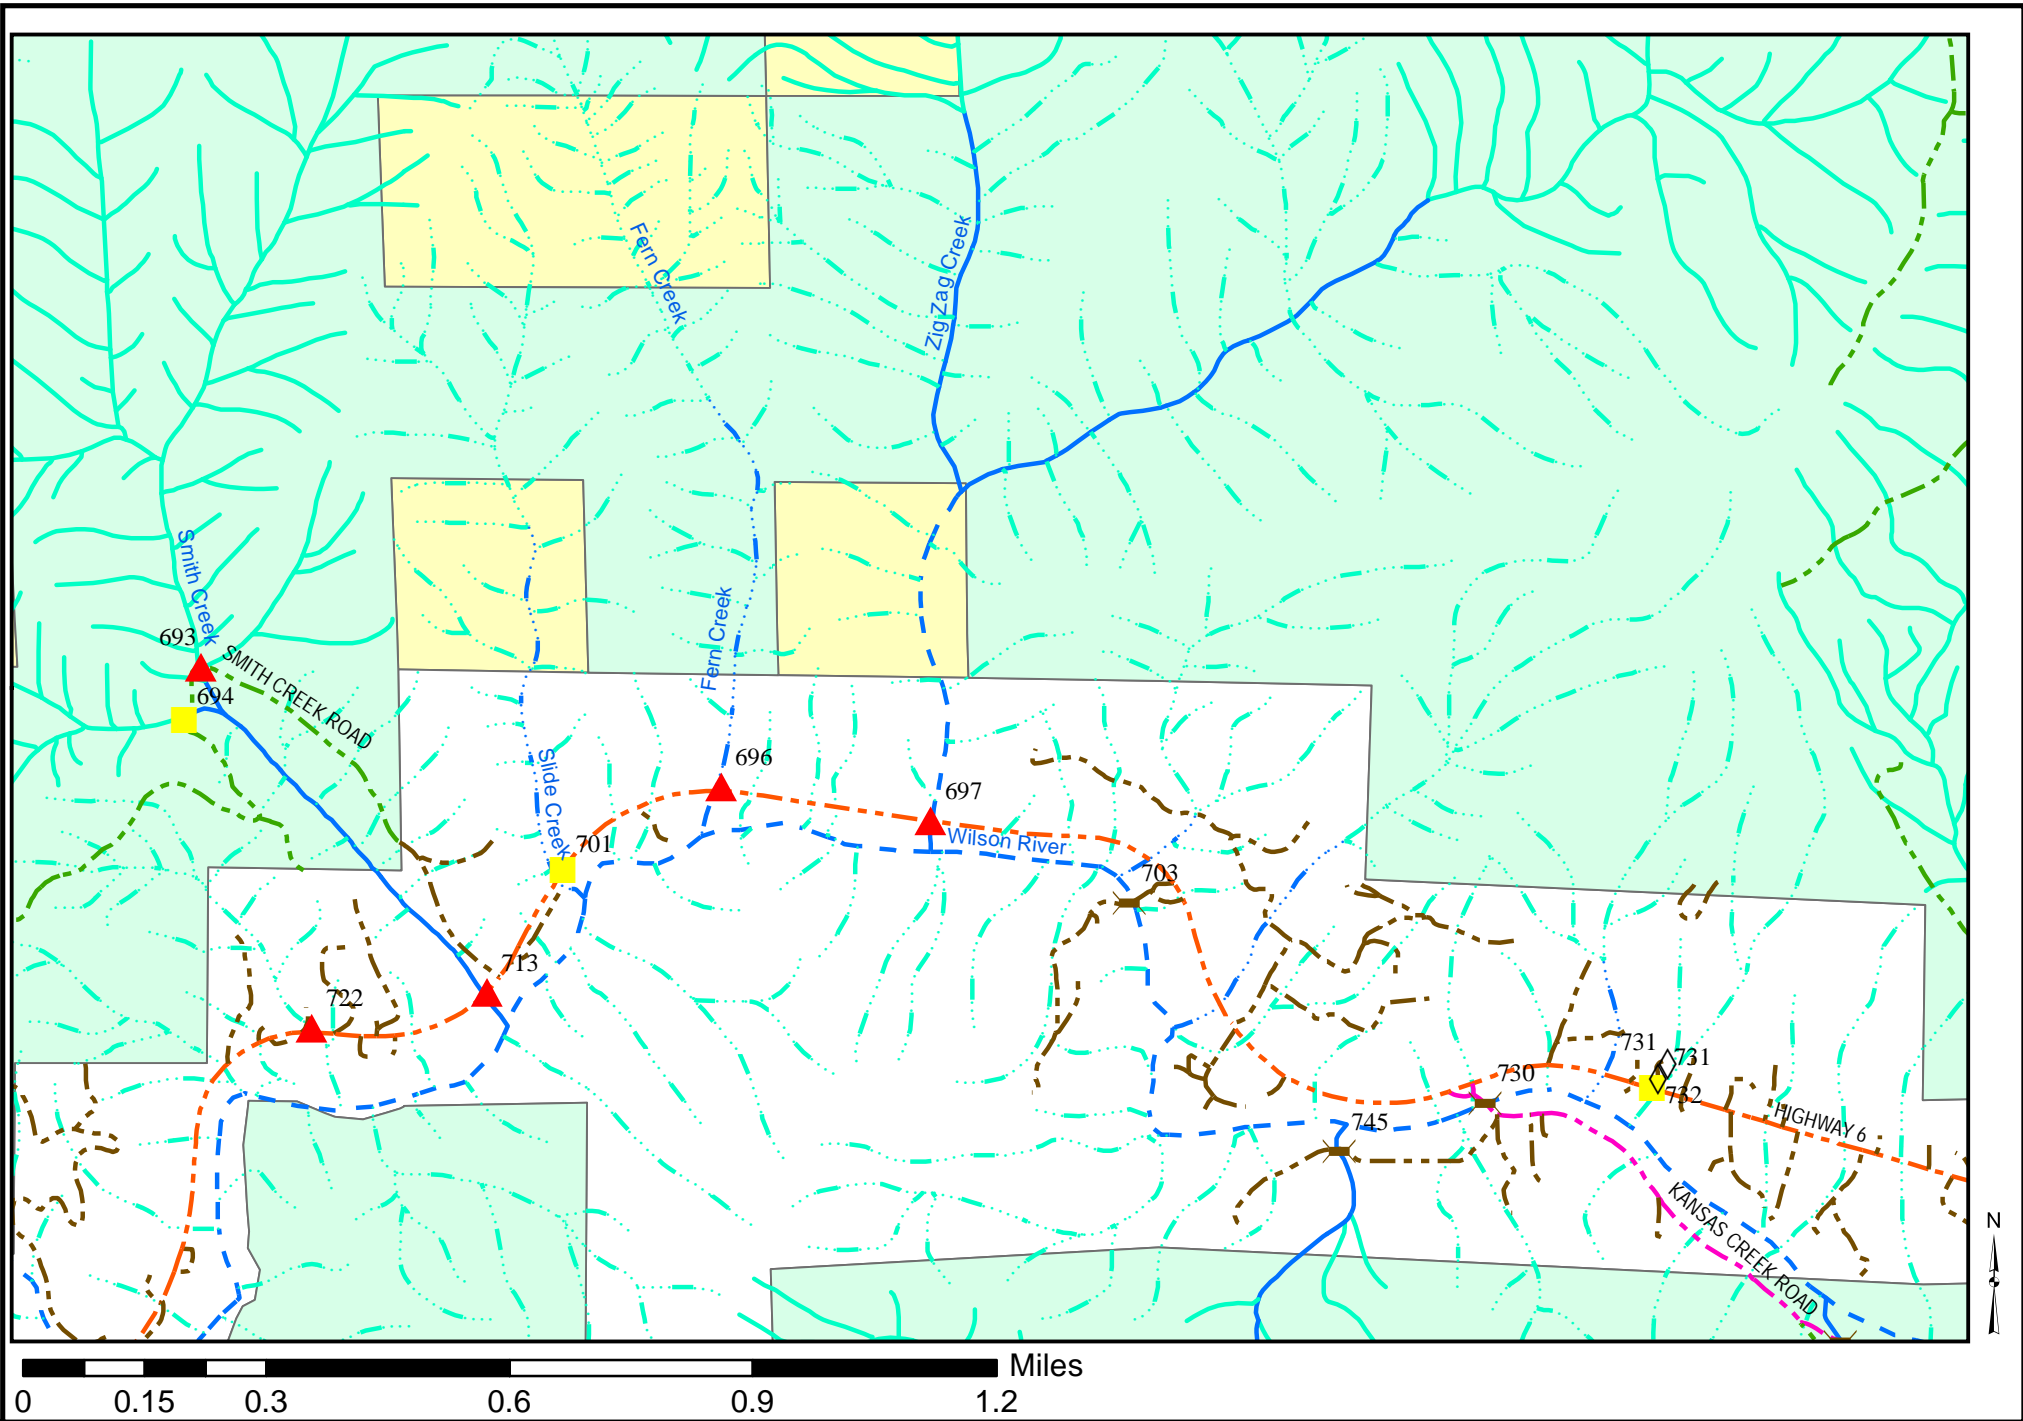 Fern Creek
Zig Zag Creek
Smith Creek
693
SMITH CREEK ROAD
694
Fern Creek
696
Slide Creek
697
Wilson River
701
703
713
722
731
731
730
732
HIGHWAY 6
745
KANSAS CREEK ROAD
N
Miles
0 0.15 0.3 0.6 0.9 1.2